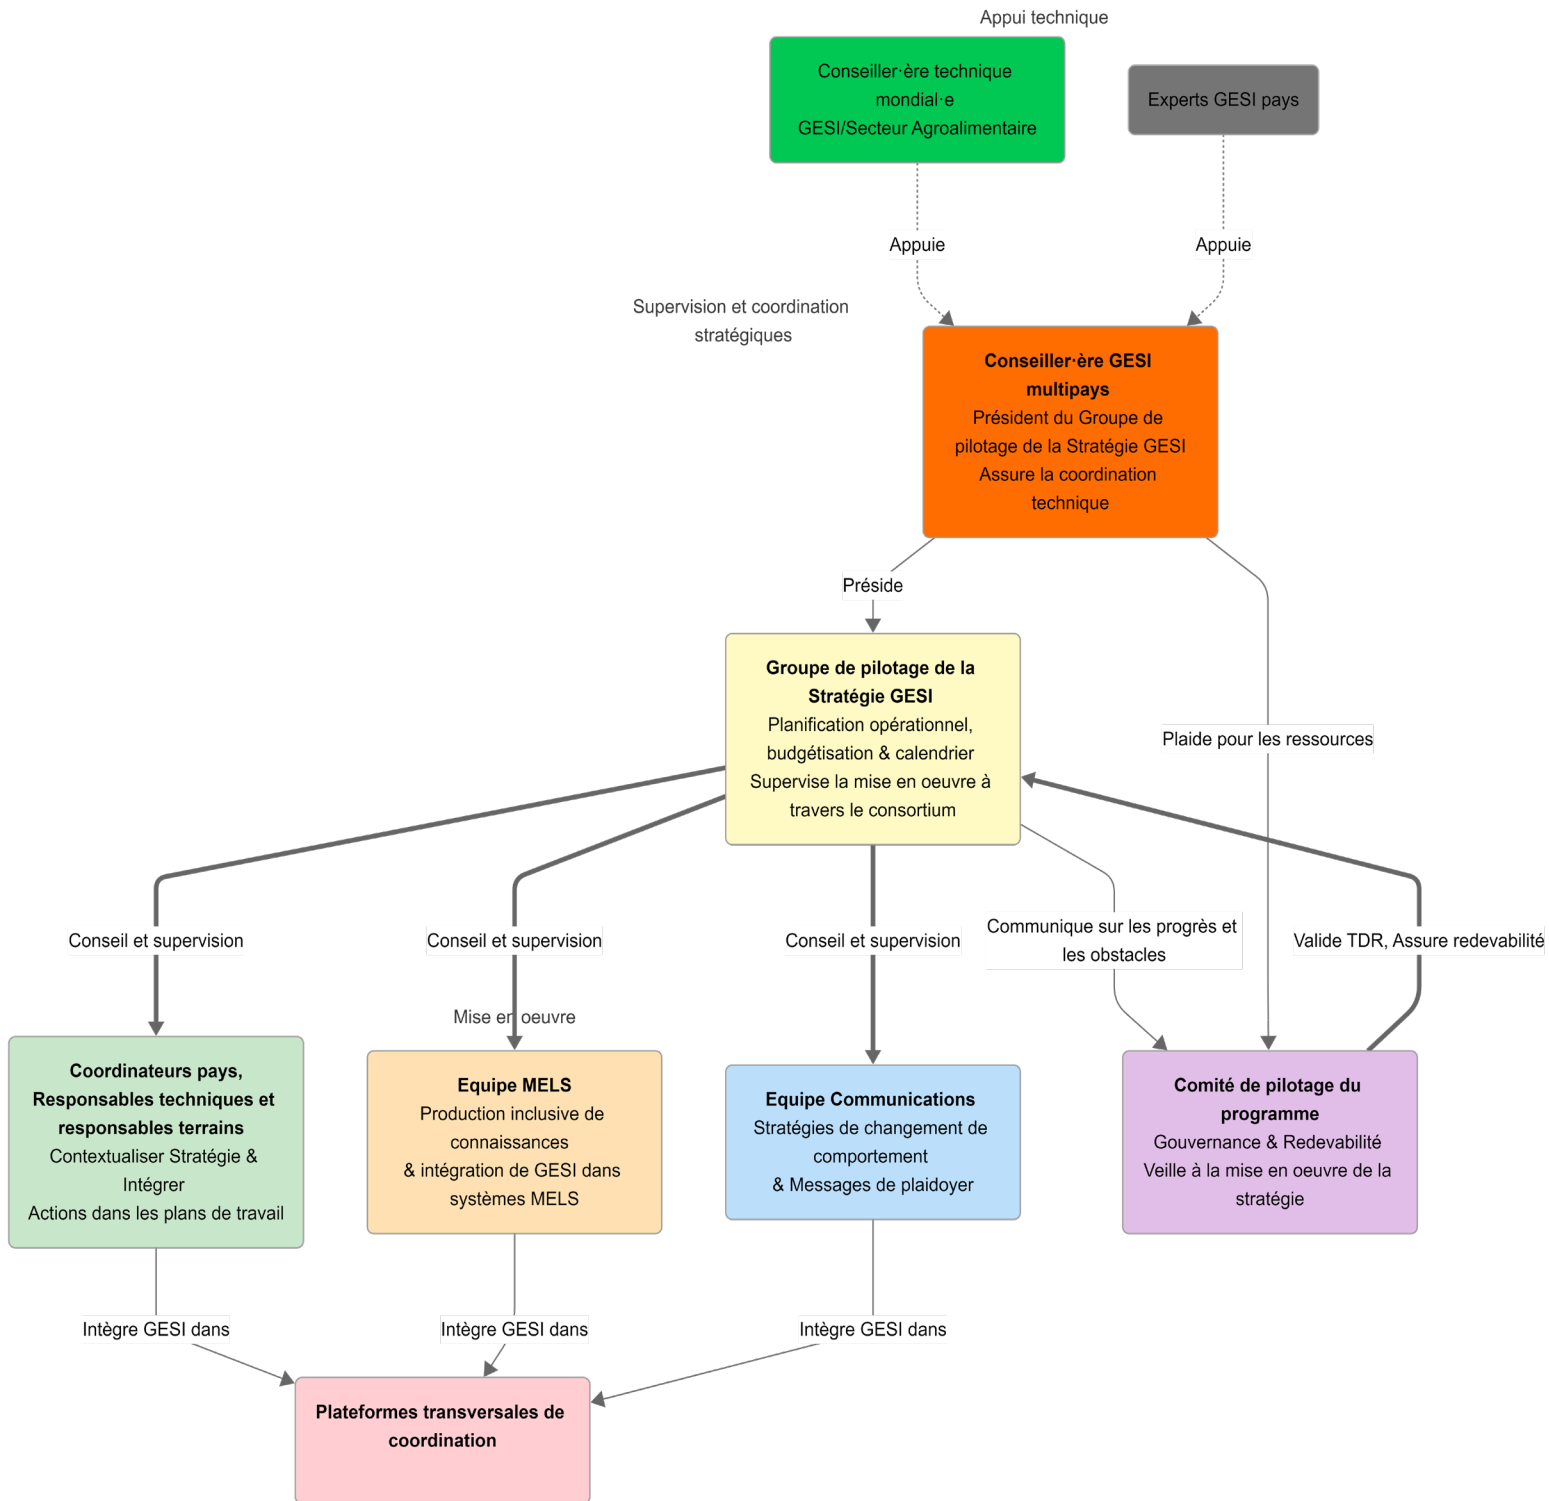 Appui technique
Conseiller·ère technique
mondial·e
GESI/Secteur Agroalimentaire
Experts GESI pays
Appuie
Appuie
Supervision et coordination
stratégiques
Conseiller·ère GESI
multipays
Président du Groupe de
pilotage de la Stratégie GESI
Assure la coordination
technique
Préside
Groupe de pilotage de la
Stratégie GESI
Planification opérationnel,
budgétisation & calendrier
Supervise la mise en oeuvre à
travers le consortium
Plaide pour les ressources
Conseil et supervision
Conseil et supervision
Conseil et supervision
Communique sur les progrès et
les obstacles
Valide TDR, Assure redevabilité
Mise en oeuvre
Coordinateurs pays,
Responsables techniques et
responsables terrains
Contextualiser Stratégie &
Intégrer
Actions dans les plans de travail
Equipe MELS
Production inclusive de
connaissances
& intégration de GESI dans
systèmes MELS
Equipe Communications
Stratégies de changement de
comportement
& Messages de plaidoyer
Comité de pilotage du
programme
Gouvernance & Redevabilité
Veille à la mise en oeuvre de la
stratégie
Intègre GESI dans
Intègre GESI dans
Intègre GESI dans
Plateformes transversales de
coordination